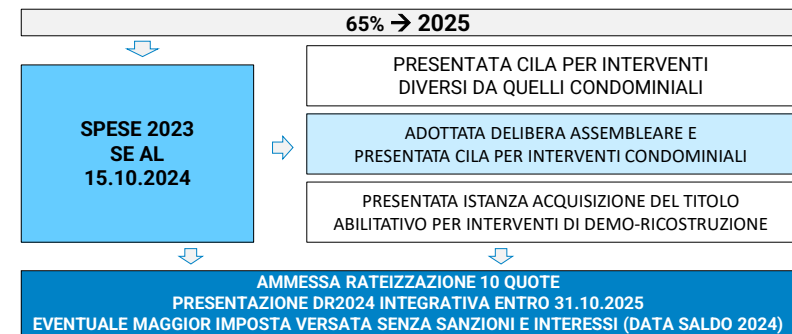 65% → 2025
SPESE 2023
SE AL
15.10.2024
PRESENTATA CILA PER INTERVENTI
DIVERSI DA QUELLI CONDOMINIALI
ADOTTATA DELIBERA ASSEMBLEARE E
PRESENTATA CILA PER INTERVENTI CONDOMINIALI
PRESENTATA ISTANZA ACQUISIZIONE DEL TITOLO
ABILITATIVO PER INTERVENTI DI DEMO-RICOSTRUZIONE
AMMESSA RATEIZZAZIONE 10 QUOTE
PRESENTAZIONE DR2024 INTEGRATIVA ENTRO 31.10.2025
EVENTUALE MAGGIOR IMPOSTA VERSATA SENZA SANZIONI E INTERESSI (DATA SALDO 2024)